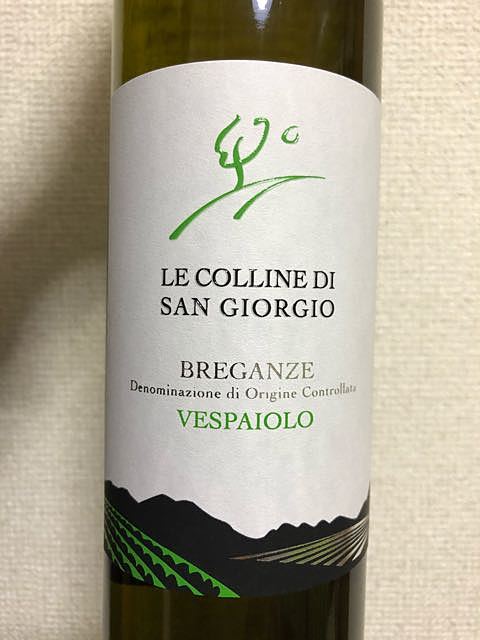 LE COLLINE DI
SAN GIORGIO
BREGANZE
Denominazione di Origine Controllata
VESPAIOLO